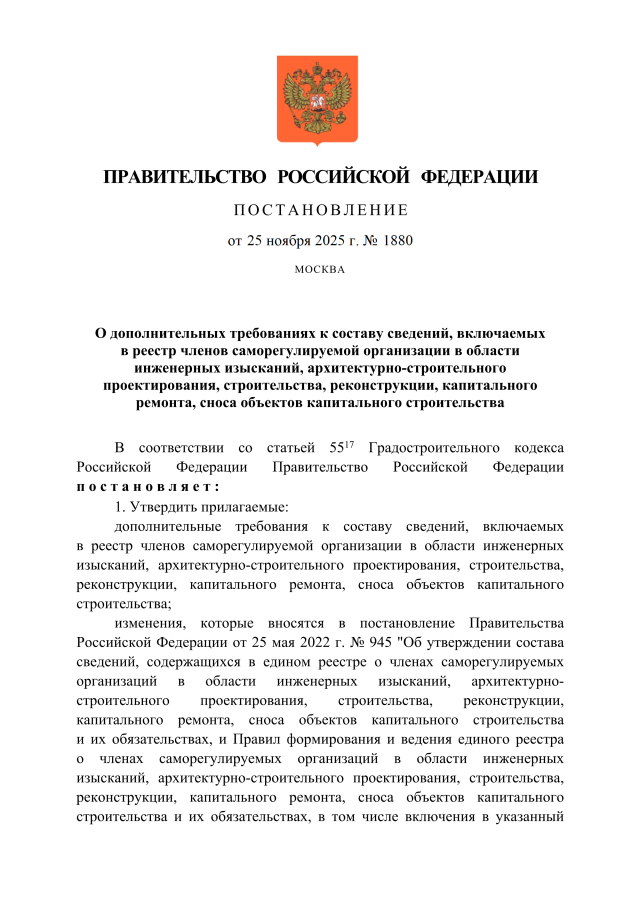 ПРАВИТЕЛЬСТВО РОССИЙСКОЙ ФЕДЕРАЦИИ
ПОСТАНОВЛЕНИЕ
от 25 ноября 2025 г. № 1880
МОСКВА
О дополнительных требованиях к составу сведений, включаемых
в реестр членов саморегулируемой организации в области
инженерных изысканий, архитектурно-строительного
проектирования, строительства, реконструкции, капитального
ремонта, сноса объектов капитального строительства
В соответствии со статьей 55¹⁷ Градостроительного кодекса
Российской Федерации Правительство Российской Федерации
постановляет:
1. Утвердить прилагаемые:
дополнительные требования к составу сведений, включаемых
в реестр членов саморегулируемой организации в области инженерных
изысканий, архитектурно-строительного проектирования, строительства,
реконструкции, капитального ремонта, сноса объектов капитального
строительства;
изменения, которые вносятся в постановление Правительства
Российской Федерации от 25 мая 2022 г. № 945 "Об утверждении состава
сведений, содержащихся в едином реестре о членах саморегулируемых
организаций в области инженерных изысканий, архитектурно-
строительного проектирования, строительства, реконструкции,
капитального ремонта, сноса объектов капитального строительства
и их обязательствах, и Правил формирования и ведения единого реестра
о членах саморегулируемых организаций в области инженерных
изысканий, архитектурно-строительного проектирования, строительства,
реконструкции, капитального ремонта, сноса объектов капитального
строительства и их обязательствах, в том числе включения в указанный